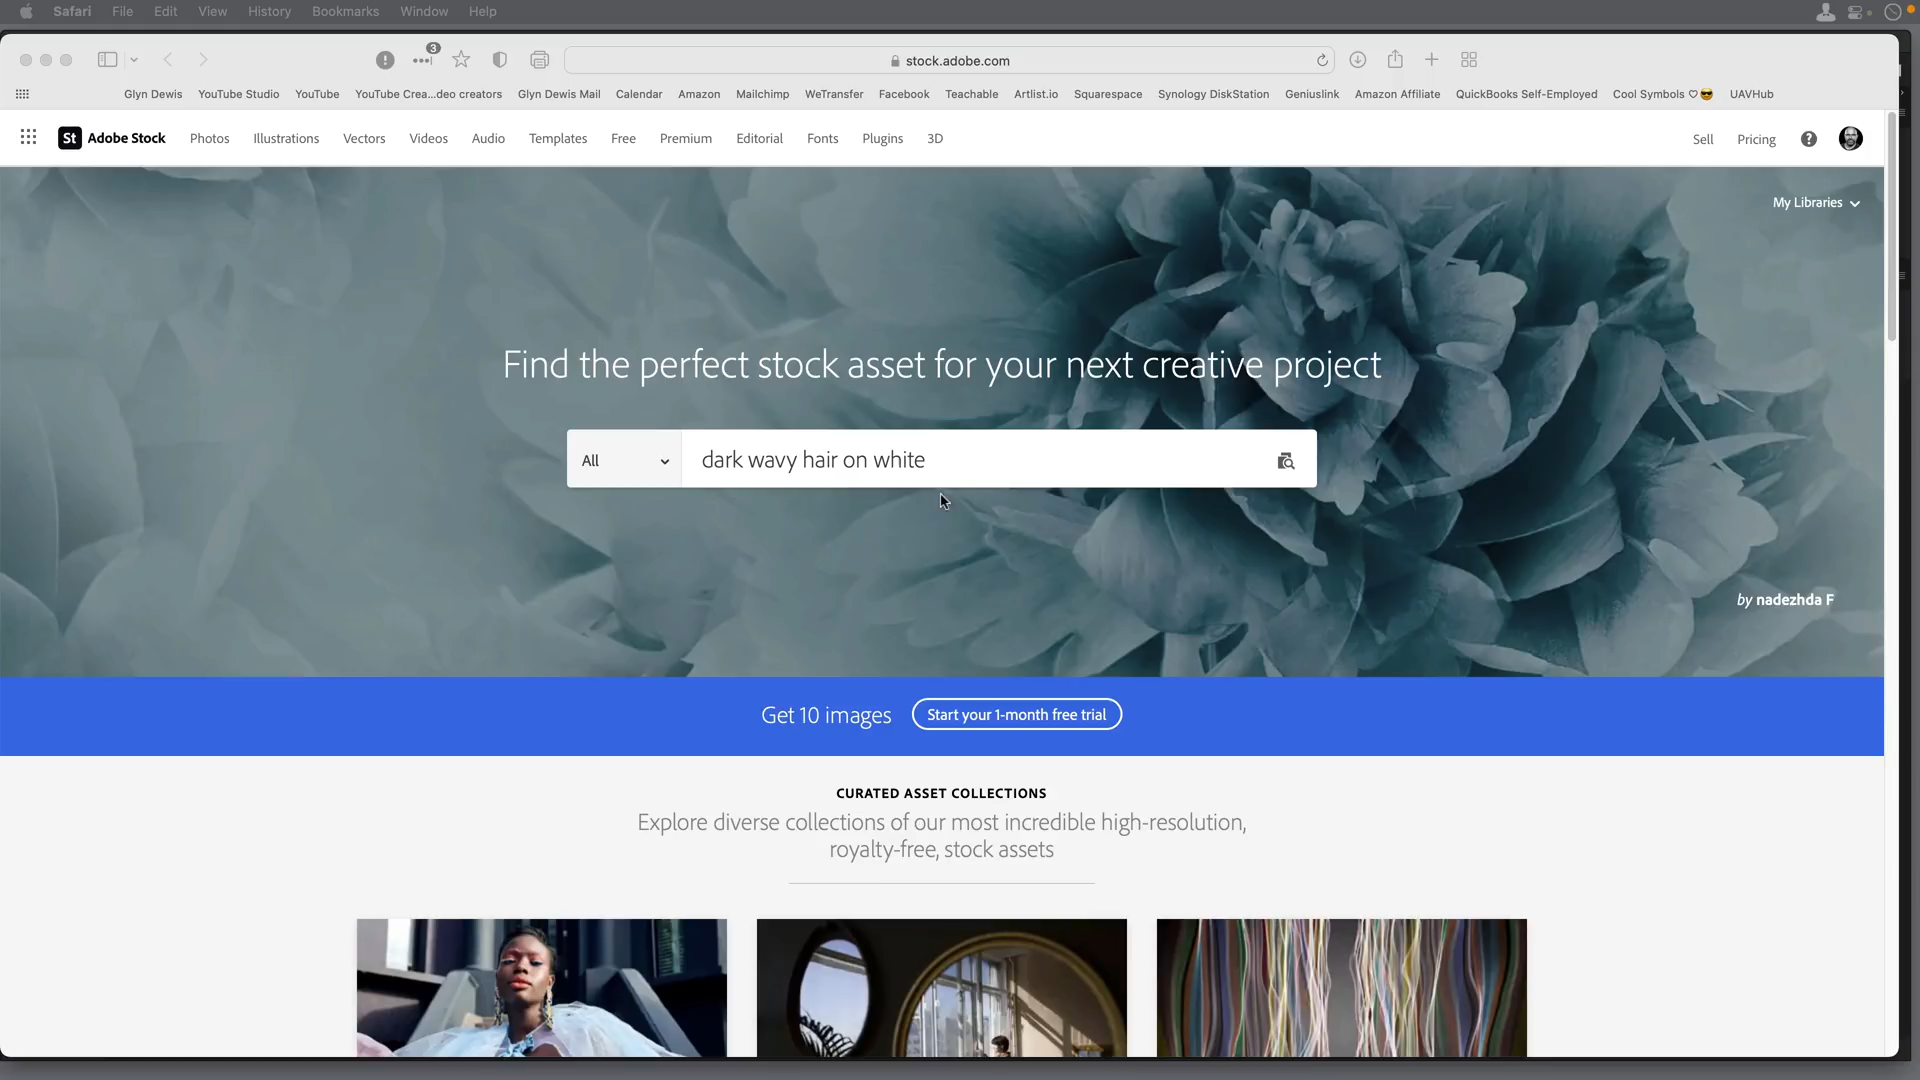 Safari File Edit View History Bookmarks Window Help
3
stock.adobe.com
Glyn Dewis YouTube Studio YouTube YouTube Crea...deo creators Glyn Dewis Mail Calendar Amazon Mailchimp WeTransfer Facebook Teachable Artlist.io Squarespace Synology DiskStation Geniuslink Amazon Affiliate QuickBooks Self-Employed Cool Symbols ♡😎 UAVHub
St Adobe Stock Photos Illustrations Vectors Videos Audio Templates Free Premium Editorial Fonts Plugins 3D Sell Pricing ?
My Libraries
Find the perfect stock asset for your next creative project
All dark wavy hair on white
by nadezhda F
Get 10 images Start your 1-month free trial
CURATED ASSET COLLECTIONS
Explore diverse collections of our most incredible high-resolution,
royalty-free, stock assets